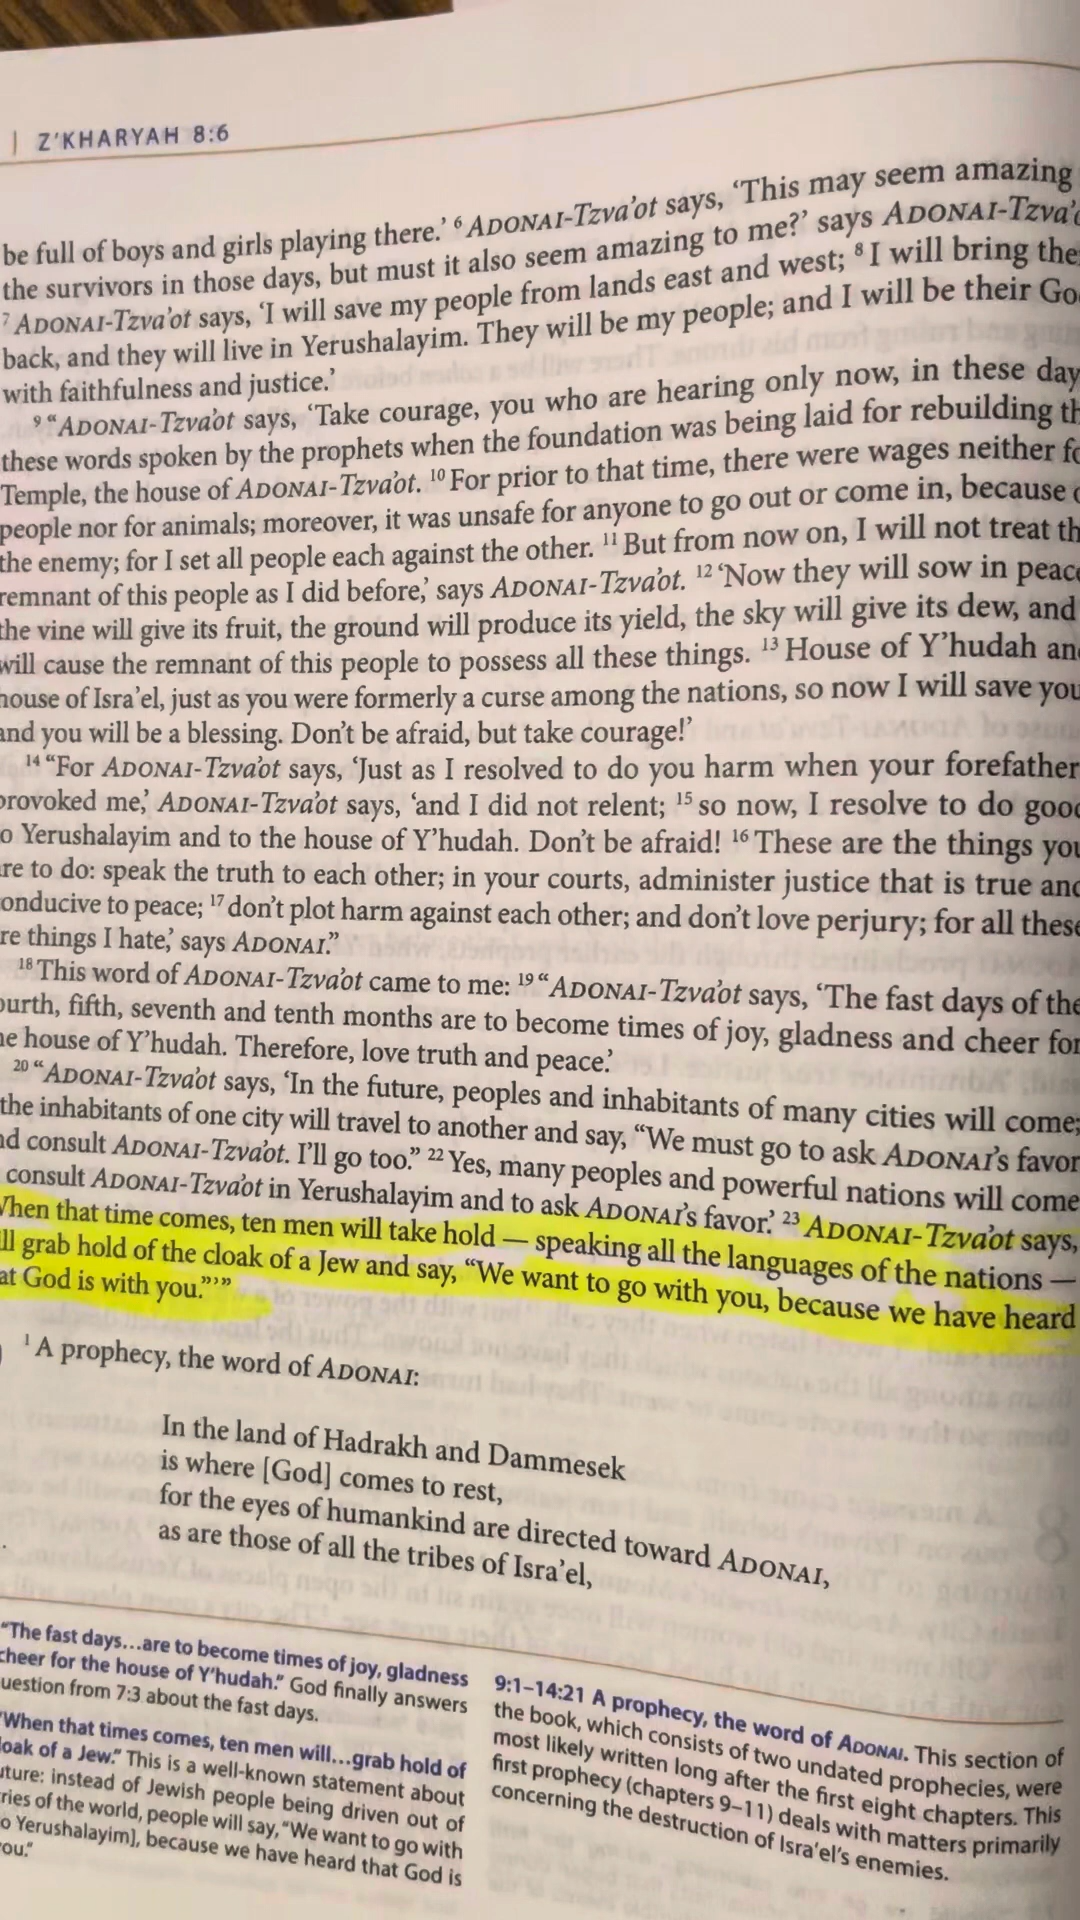 | Z'KHARYAH 8:6
be full of boys and girls playing there.' 6 ADONAI-Tzva'ot says, 'This may seem amazing
the survivors in those days, but must it also seem amazing to me?' says ADONAI-Tzva'o
7 ADONAI-Tzva'ot says, 'I will save my people from lands east and west; 8 I will bring the
back, and they will live in Yerushalayim. They will be my people; and I will be their Go
with faithfulness and justice.'
9 "ADONAI-Tzva'ot says, 'Take courage, you who are hearing only now, in these day
these words spoken by the prophets when the foundation was being laid for rebuilding th
Temple, the house of ADONAI-Tzva'ot. 10 For prior to that time, there were wages neither fo
people nor for animals; moreover, it was unsafe for anyone to go out or come in, because o
the enemy; for I set all people each against the other. 11 But from now on, I will not treat th
remnant of this people as I did before,' says ADONAI-Tzva'ot. 12 'Now they will sow in peace
the vine will give its fruit, the ground will produce its yield, the sky will give its dew, and
will cause the remnant of this people to possess all these things. 13 House of Y'hudah an
house of Isra'el, just as you were formerly a curse among the nations, so now I will save you
and you will be a blessing. Don't be afraid, but take courage!'
14 "For ADONAI-Tzva'ot says, 'Just as I resolved to do you harm when your forefather
provoked me,' ADONAI-Tzva'ot says, 'and I did not relent; 15 so now, I resolve to do good
o Yerushalayim and to the house of Y'hudah. Don't be afraid! 16 These are the things you
re to do: speak the truth to each other; in your courts, administer justice that is true and
onducive to peace; 17 don't plot harm against each other; and don't love perjury; for all these
re things I hate,' says ADONAI."
18 This word of ADONAI-Tzva'ot came to me: 19 "ADONAI-Tzva'ot says, 'The fast days of the
ourth, fifth, seventh and tenth months are to become times of joy, gladness and cheer for
he house of Y'hudah. Therefore, love truth and peace.'
20 "ADONAI-Tzva'ot says, 'In the future, peoples and inhabitants of many cities will come;
the inhabitants of one city will travel to another and say, "We must go to ask ADONAI's favor
nd consult ADONAI-Tzva'ot. I'll go too." 22 Yes, many peoples and powerful nations will come
consult ADONAI-Tzva'ot in Yerushalayim and to ask ADONAI's favor.' 23 ADONAI-Tzva'ot says,
When that time comes, ten men will take hold — speaking all the languages of the nations —
ll grab hold of the cloak of a Jew and say, "We want to go with you, because we have heard
at God is with you."'"
1 A prophecy, the word of ADONAI:
In the land of Hadrakh and Dammesek
is where [God] comes to rest,
for the eyes of humankind are directed toward ADONAI,
as are those of all the tribes of Isra'el,
"The fast days...are to become times of joy, gladness
cheer for the house of Y'hudah." God finally answers
uestion from 7:3 about the fast days.
"When that times comes, ten men will...grab hold of
loak of a Jew." This is a well-known statement about
uture: instead of Jewish people being driven out of
ries of the world, people will say, "We want to go with
o Yerushalayim], because we have heard that God is
ou."
9:1–14:21 A prophecy, the word of ADONAI. This section of
the book, which consists of two undated prophecies, were
most likely written long after the first eight chapters. This
first prophecy (chapters 9–11) deals with matters primarily
concerning the destruction of Isra'el's enemies.